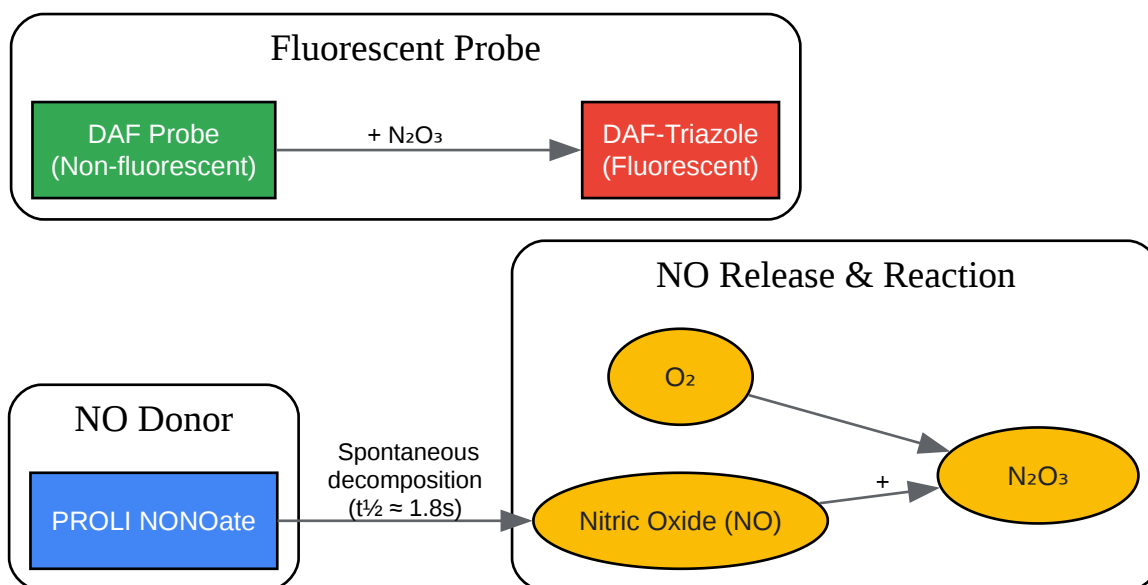 Fluorescent Probe
DAF Probe
(Non-fluorescent)
+ N₂O₃
DAF-Triazole
(Fluorescent)
NO Release & Reaction
O₂
NO Donor
PROLI NONOate
Spontaneous
decomposition
(t½ ≈ 1.8s)
Nitric Oxide (NO)
+
N₂O₃